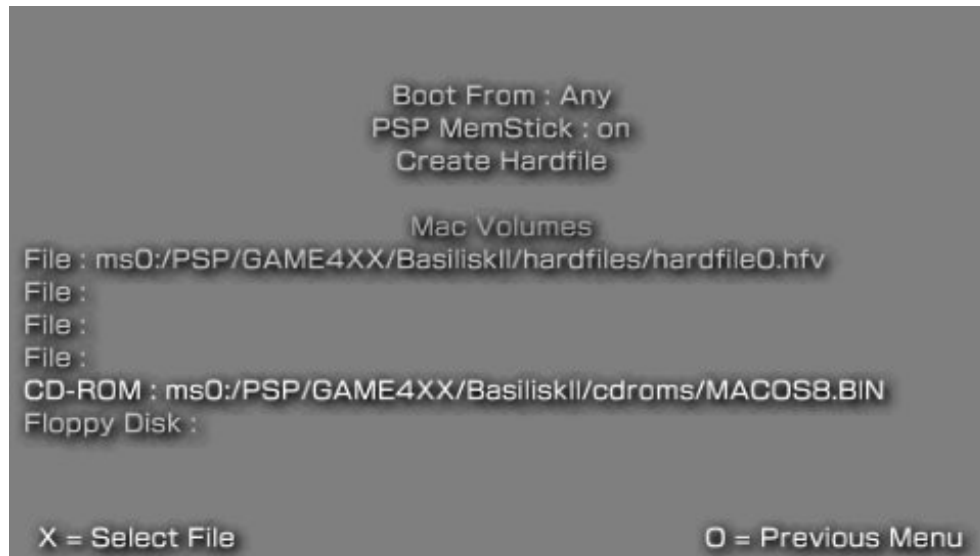 Boot From : Any
PSP MemStick : on
Create Hardfile
Mac Volumes
File : ms0:/PSP/GAME4XX/BasiliskII/hardfiles/hardfile0.hfv
File :
File :
File :
CD-ROM : ms0:/PSP/GAME4XX/BasiliskII/cdroms/MACOS8.BIN
Floppy Disk :
X = Select File
O = Previous Menu